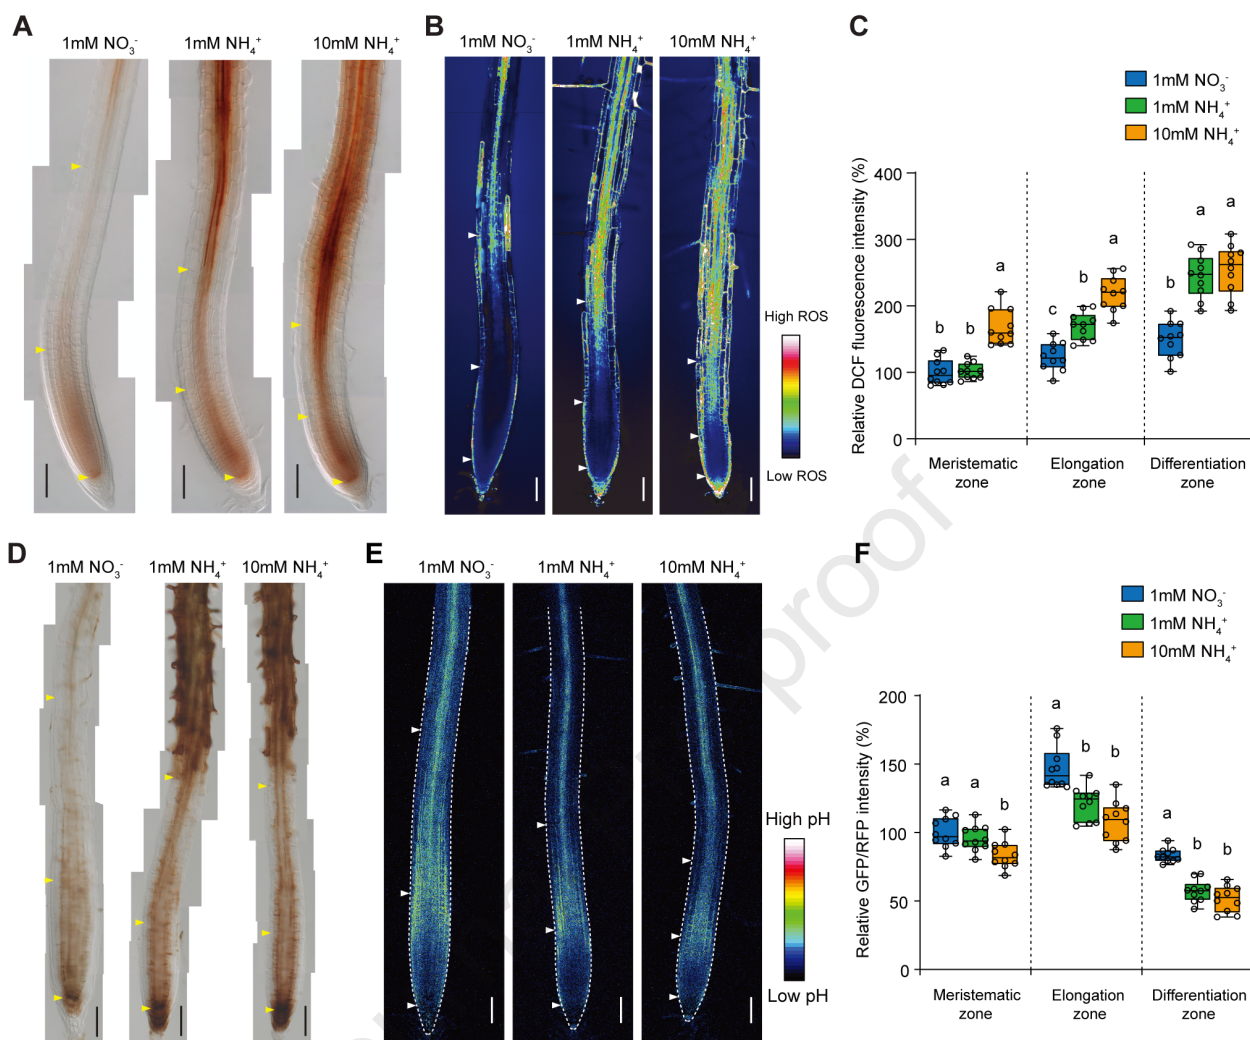 A
1mM NO₃⁻
1mM NH₄⁺
10mM NH₄⁺
B
1mM NO₃⁻
1mM NH₄⁺
10mM NH₄⁺
High ROS
Low ROS
C
1mM NO₃⁻
1mM NH₄⁺
10mM NH₄⁺
Relative DCF fluorescence intensity (%)
400
300
200
100
0
b
b
a
c
b
a
b
a
a
Meristematic
zone
Elongation
zone
Differentiation
zone
D
1mM NO₃⁻
1mM NH₄⁺
10mM NH₄⁺
E
1mM NO₃⁻
1mM NH₄⁺
10mM NH₄⁺
High pH
Low pH
F
1mM NO₃⁻
1mM NH₄⁺
10mM NH₄⁺
Relative GFP/RFP intensity (%)
200
150
100
50
0
a
a
b
a
b
b
a
b
b
Meristematic
zone
Elongation
zone
Differentiation
zone
proof